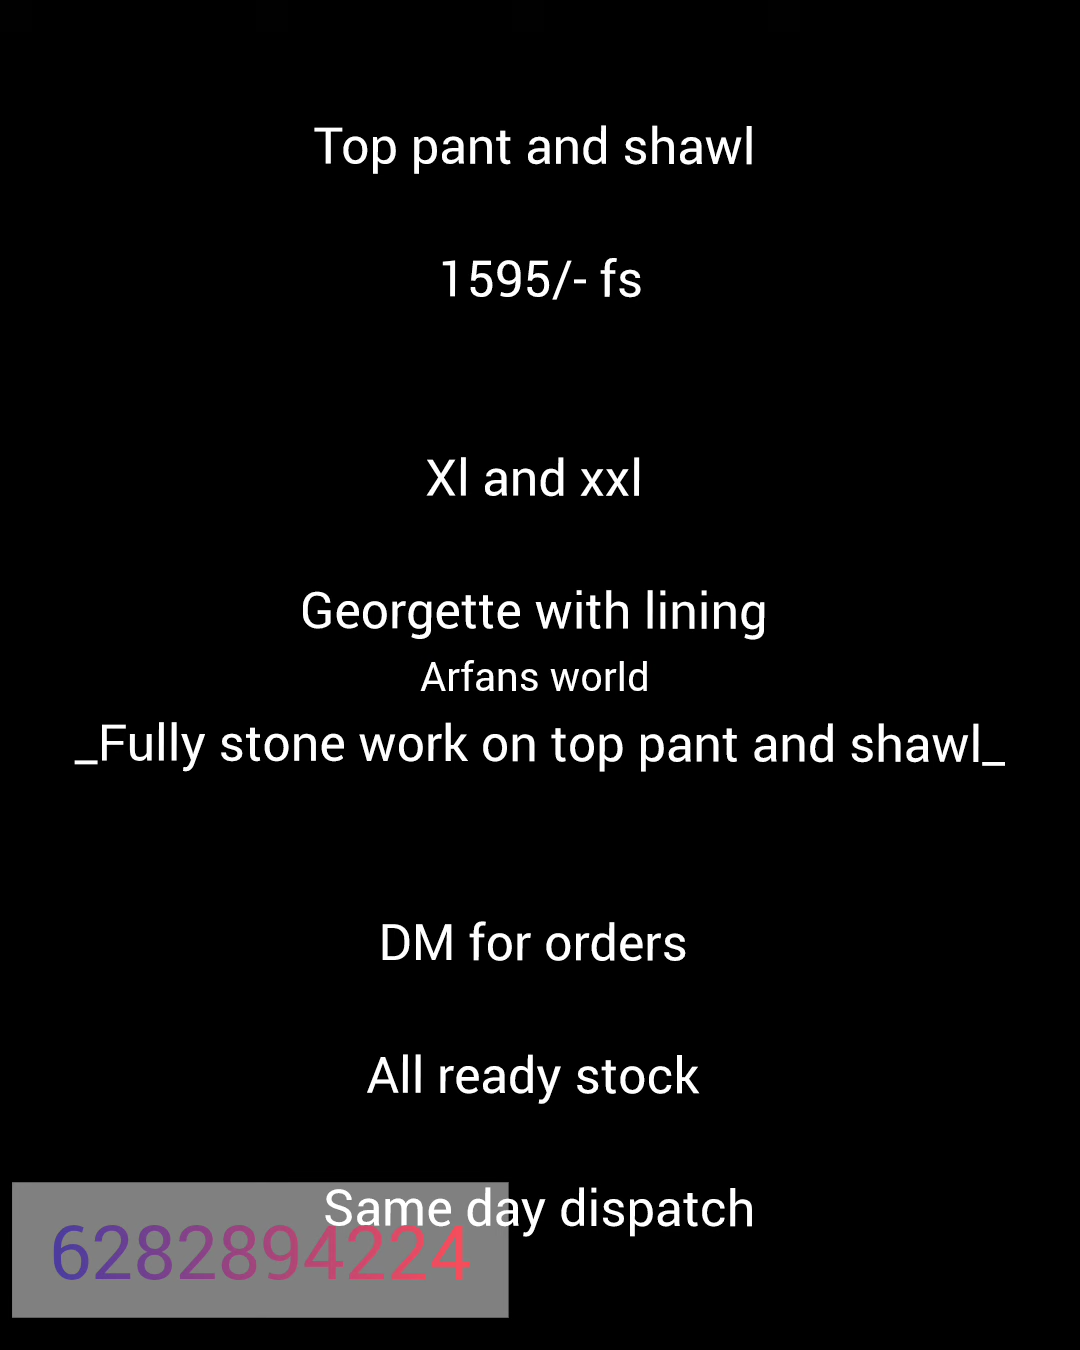 Top pant and shawl
1595/- fs
Xl and xxl
Georgette with lining
Arfans world
_Fully stone work on top pant and shawl_
DM for orders
All ready stock
Same day dispatch
6282894224